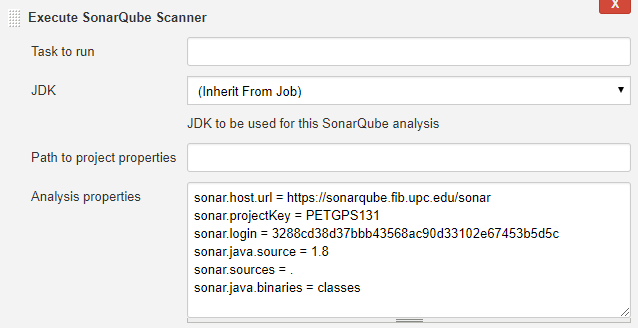 X
Execute SonarQube Scanner
Task to run
JDK
(Inherit From Job)
JDK to be used for this SonarQube analysis
Path to project properties
Analysis properties
sonar.host.url = https://sonarqube.fib.upc.edu/sonar
sonar.projectKey = PETGPS131
sonar.login = 3288cd38d37bbb43568ac90d33102e67453b5d5c
sonar.java.source = 1.8
sonar.sources = .
sonar.java.binaries = classes